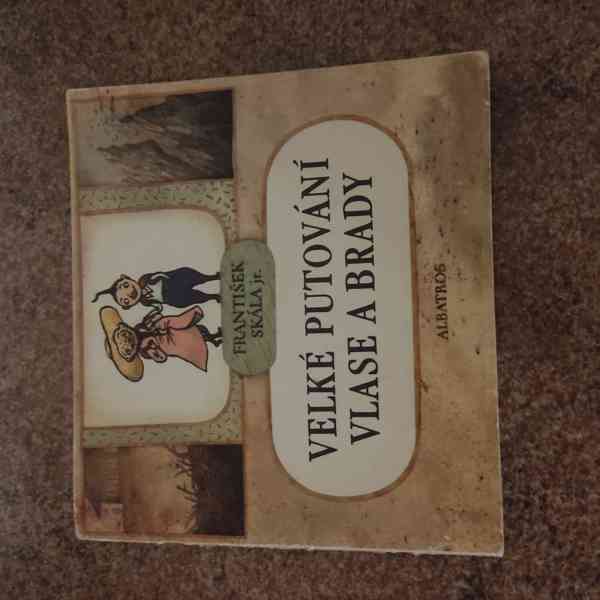 FRANTIŠEK
SKÁLA jr.
VELKÉ PUTOVÁNÍ
VLASE A BRADY
ALBATROS